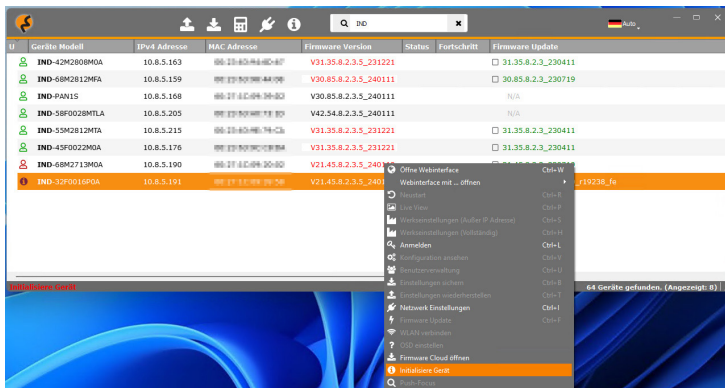 IND
Auto
U Geräte Modell IPv4 Adresse MAC Adresse Firmware Version Status Fortschritt Firmware Update
IND-42M2808M0A 10.8.5.163 V31.35.8.2.3.5_231221 31.35.8.2.3_230411
IND-68M2812MFA 10.8.5.159 V30.85.8.2.3.5_240111 30.85.8.2.3_230719
IND-PAN1S 10.8.5.168 V30.85.8.2.3.5_240111 N/A
IND-58F0028MTLA 10.8.5.205 V42.54.8.2.3.5_240111 N/A
IND-55M2812MTA 10.8.5.215 V31.35.8.2.3.5_231221 31.35.8.2.3_230411
IND-45F0022M0A 10.8.5.176 V31.35.8.2.3.5_231221 31.35.8.2.3_230411
IND-68M2713M0A 10.8.5.190
IND-32F0016P0A 10.8.5.191 _r19238_fe
Öffne Webinterface Ctrl+W
Webinterface mit ... öffnen
Neustart Ctrl+R
Live View Ctrl+P
Werkseinstellungen (Außer IP Adresse) Ctrl+S
Werkseinstellungen (Vollständig) Ctrl+H
Anmelden Ctrl+L
Konfiguration ansehen Ctrl+V
Benutzerverwaltung Ctrl+U
Einstellungen sichern Ctrl+B
Einstellungen wiederherstellen Ctrl+T
Netzwerk Einstellungen Ctrl+I
Firmware Update Ctrl+F
WLAN verbinden
OSD einstellen
Firmware Cloud öffnen
Initialisiere Gerät
Push-Focus
Initialisiere Gerät
64 Geräte gefunden. (Angezeigt: 8)